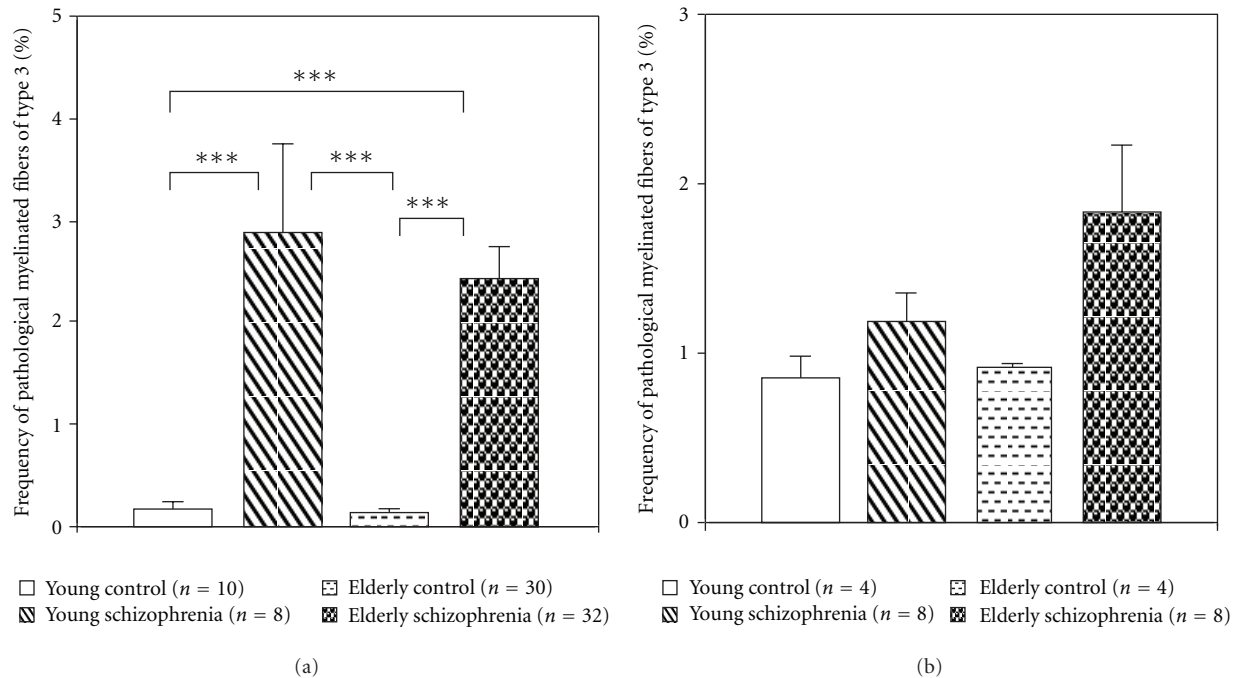 Frequency of pathological myelinated fibers of type 3 (%)
5
4
3
2
1
0
***
***
***
***
Young control (n = 10)
Elderly control (n = 30)
Young schizophrenia (n = 8)
Elderly schizophrenia (n = 32)
(a)
Frequency of pathological myelinated fibers of type 3 (%)
3
2
1
0
Young control (n = 4)
Elderly control (n = 4)
Young schizophrenia (n = 8)
Elderly schizophrenia (n = 8)
(b)